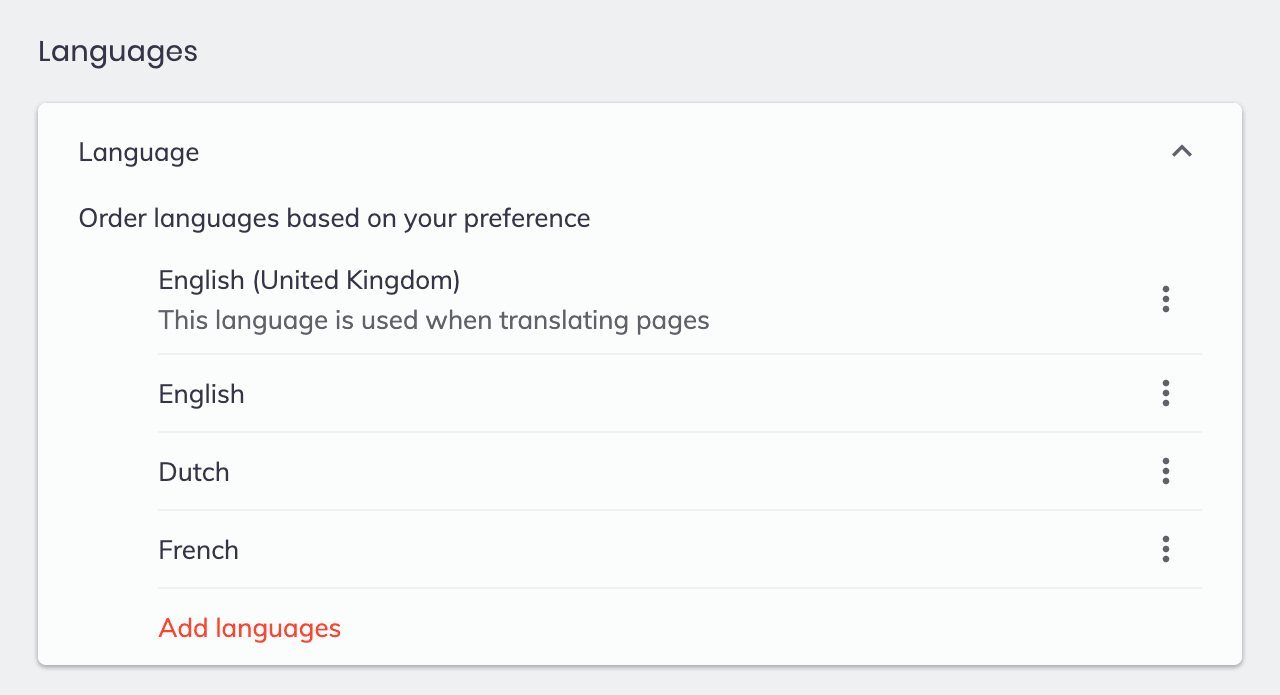 Languages
Language
Order languages based on your preference
English (United Kingdom)
This language is used when translating pages
English
Dutch
French
Add languages